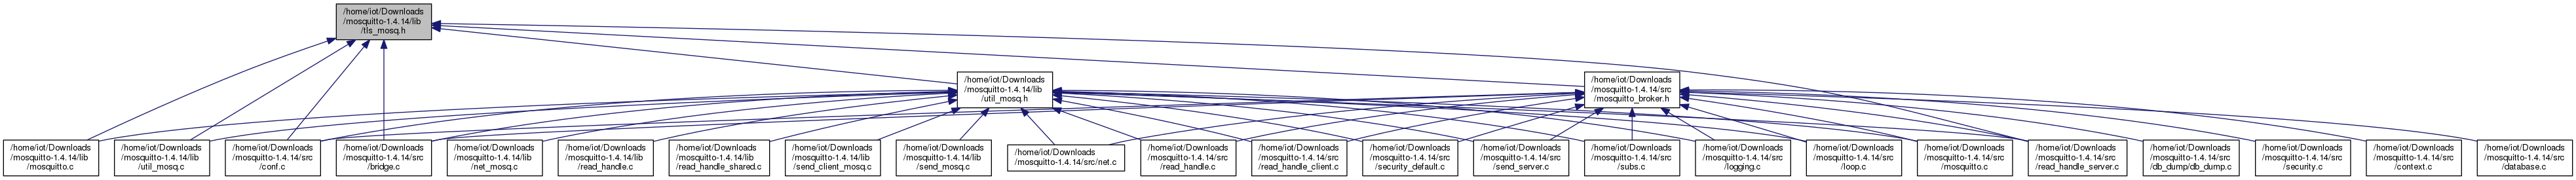 /home/iot/Downloads
/mosquitto-1.4.14/lib
/tls_mosq.h
/home/iot/Downloads
/mosquitto-1.4.14/lib
/util_mosq.h
/home/iot/Downloads
/mosquitto-1.4.14/src
/mosquitto_broker.h
/home/iot/Downloads
/mosquitto-1.4.14/lib
/mosquitto.c
/home/iot/Downloads
/mosquitto-1.4.14/lib
/util_mosq.c
/home/iot/Downloads
/mosquitto-1.4.14/src
/conf.c
/home/iot/Downloads
/mosquitto-1.4.14/src
/bridge.c
/home/iot/Downloads
/mosquitto-1.4.14/lib
/net_mosq.c
/home/iot/Downloads
/mosquitto-1.4.14/lib
/read_handle.c
/home/iot/Downloads
/mosquitto-1.4.14/lib
/read_handle_shared.c
/home/iot/Downloads
/mosquitto-1.4.14/lib
/send_client_mosq.c
/home/iot/Downloads
/mosquitto-1.4.14/lib
/send_mosq.c
/home/iot/Downloads
/mosquitto-1.4.14/src/net.c
/home/iot/Downloads
/mosquitto-1.4.14/src
/read_handle.c
/home/iot/Downloads
/mosquitto-1.4.14/src
/read_handle_client.c
/home/iot/Downloads
/mosquitto-1.4.14/src
/security_default.c
/home/iot/Downloads
/mosquitto-1.4.14/src
/send_server.c
/home/iot/Downloads
/mosquitto-1.4.14/src
/subs.c
/home/iot/Downloads
/mosquitto-1.4.14/src
/logging.c
/home/iot/Downloads
/mosquitto-1.4.14/src
/loop.c
/home/iot/Downloads
/mosquitto-1.4.14/src
/mosquitto.c
/home/iot/Downloads
/mosquitto-1.4.14/src
/read_handle_server.c
/home/iot/Downloads
/mosquitto-1.4.14/src
/db_dump/db_dump.c
/home/iot/Downloads
/mosquitto-1.4.14/src
/security.c
/home/iot/Downloads
/mosquitto-1.4.14/src
/context.c
/home/iot/Downloads
/mosquitto-1.4.14/src
/database.c